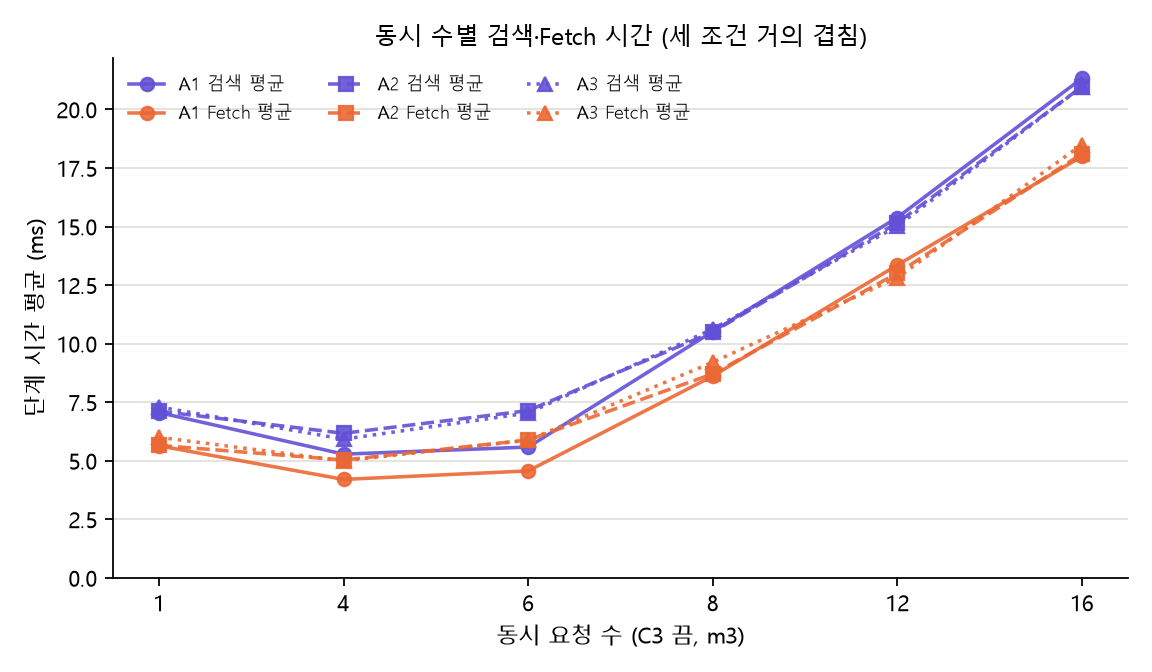 동시 수별 검색·Fetch 시간 (세 조건 거의 겹침)
A1 검색 평균
A2 검색 평균
A3 검색 평균
A1 Fetch 평균
A2 Fetch 평균
A3 Fetch 평균
단계 시간 평균 (ms)
20.0
17.5
15.0
12.5
10.0
7.5
5.0
2.5
0.0
1 4 6 8 12 16
동시 요청 수 (C3 끔, m3)